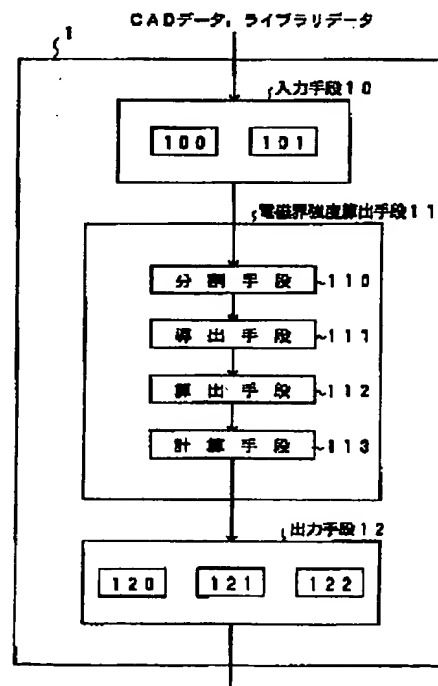 CADデータ，ライブラリデータ
1
入力手段10
100
101
電磁界強度算出手段11
分割手段
110
導出手段
111
算出手段
112
計算手段
113
出力手段12
120
121
122